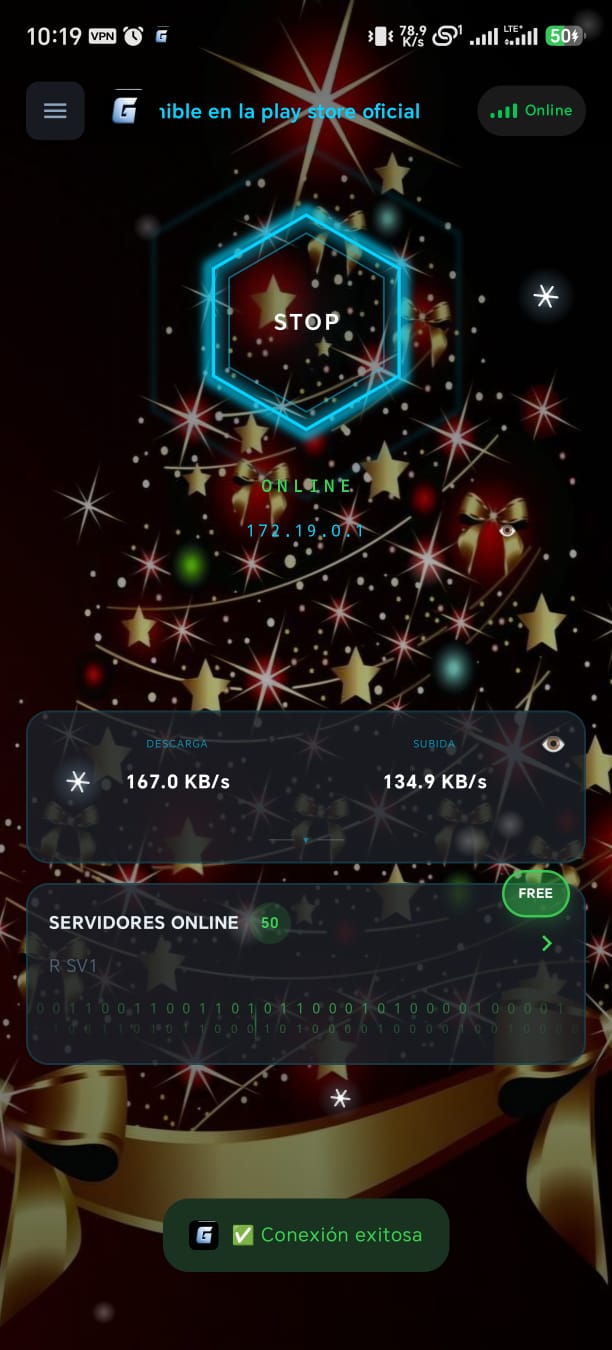 10:19 VPN 78.9 K/s 1 LTE+ 50
G nible en la play store oficial Online
STOP
ONLINE
172.19.0.1
DESCARGA SUBIDA
167.0 KB/s 134.9 KB/s
FREE
SERVIDORES ONLINE 50
R SV1
G ✅ Conexión exitosa